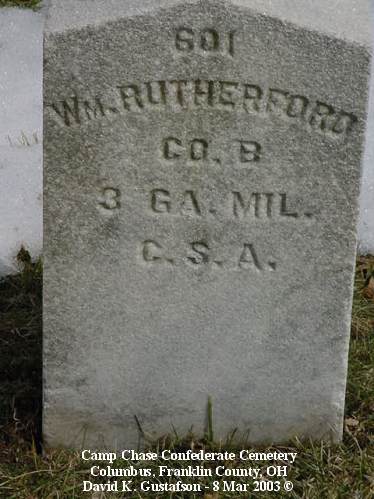 601
WM. RUTHERFORD
CO. B
3 GA. MIL.
C. S. A.
Camp Chase Confederate Cemetery
Columbus, Franklin County, OH
David K. Gustafson - 8 Mar 2003 ©